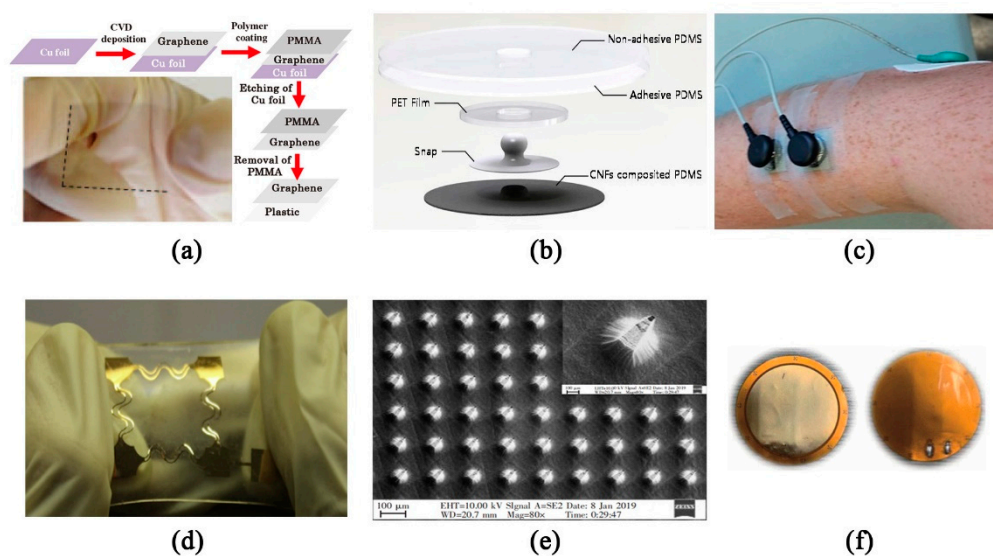 CVD
deposition
Polymer
coating
Cu foil
Graphene
Cu foil
PMMA
Graphene
Cu foil
Etching of
Cu foil
PMMA
Graphene
Removal of
PMMA
Graphene
Plastic
(a)
Non-adhesive PDMS
Adhesive PDMS
PET Film
Snap
CNFs composited PDMS
(b)
(c)
(d)
100 μm
EHT=10.00 kV SIgnal A=SE2 Date: 8 Jan 2019
WD=20.7 mm Mag=80x Time: 0:29:47
ZEISS
(e)
(f)